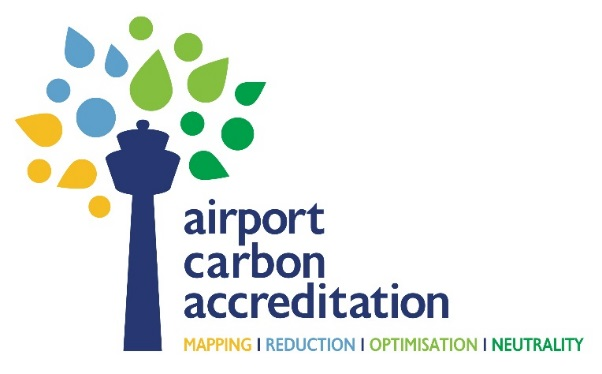 airport
carbon
accreditation
MAPPING | REDUCTION | OPTIMISATION | NEUTRALITY